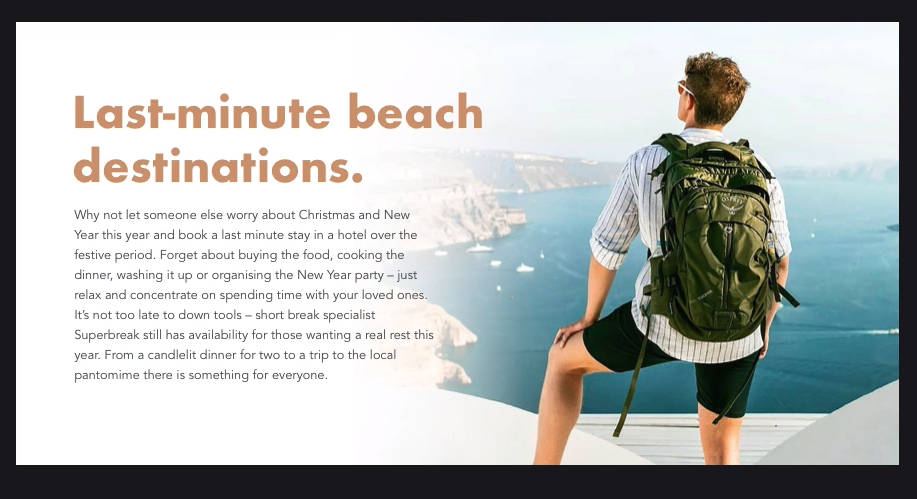 Last-minute beach
destinations.
Why not let someone else worry about Christmas and New
Year this year and book a last minute stay in a hotel over the
festive period. Forget about buying the food, cooking the
dinner, washing it up or organising the New Year party – just
relax and concentrate on spending time with your loved ones.
It’s not too late to down tools – short break specialist
Superbreak still has availability for those wanting a real rest this
year. From a candlelit dinner for two to a trip to the local
pantomime there is something for everyone.
OSPREY